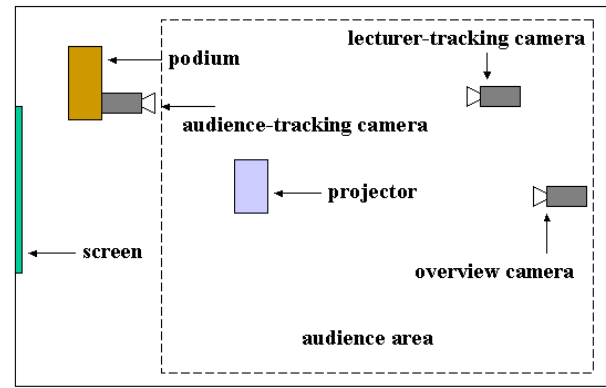 lecturer-tracking camera
podium
audience-tracking camera
projector
screen
overview camera
audience area